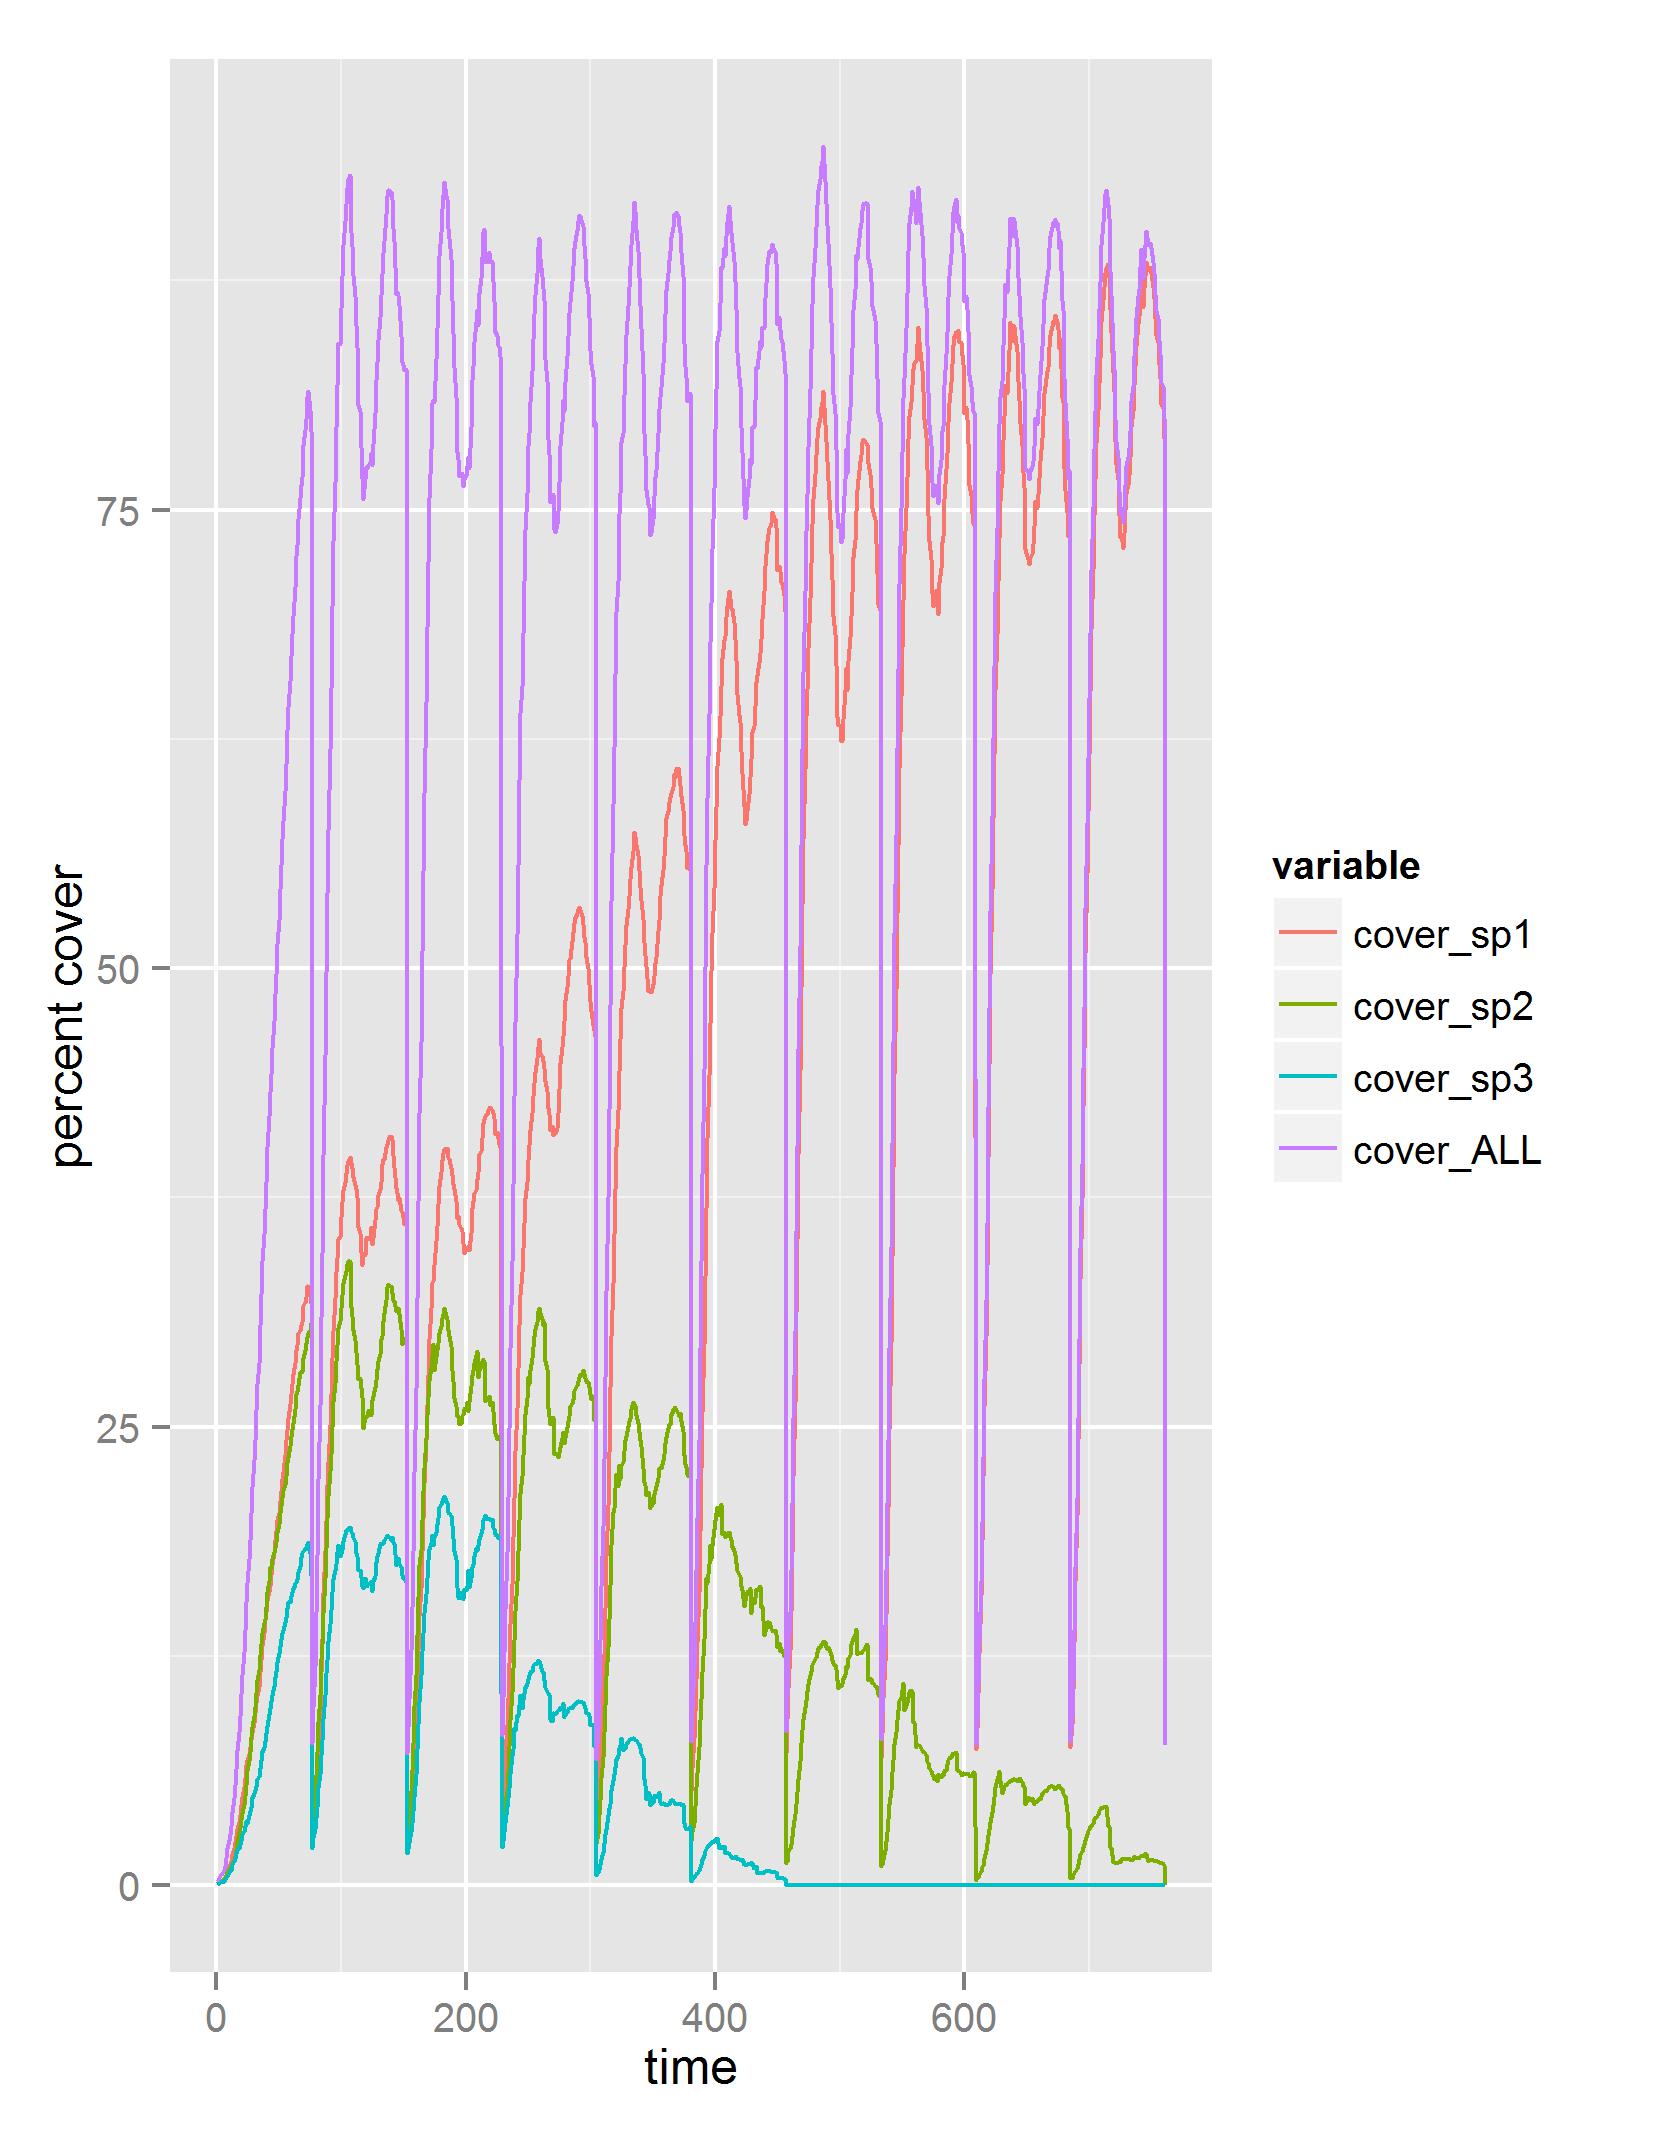 percent cover
75
50
25
0
0 200 400 600
time
variable
cover_sp1
cover_sp2
cover_sp3
cover_ALL